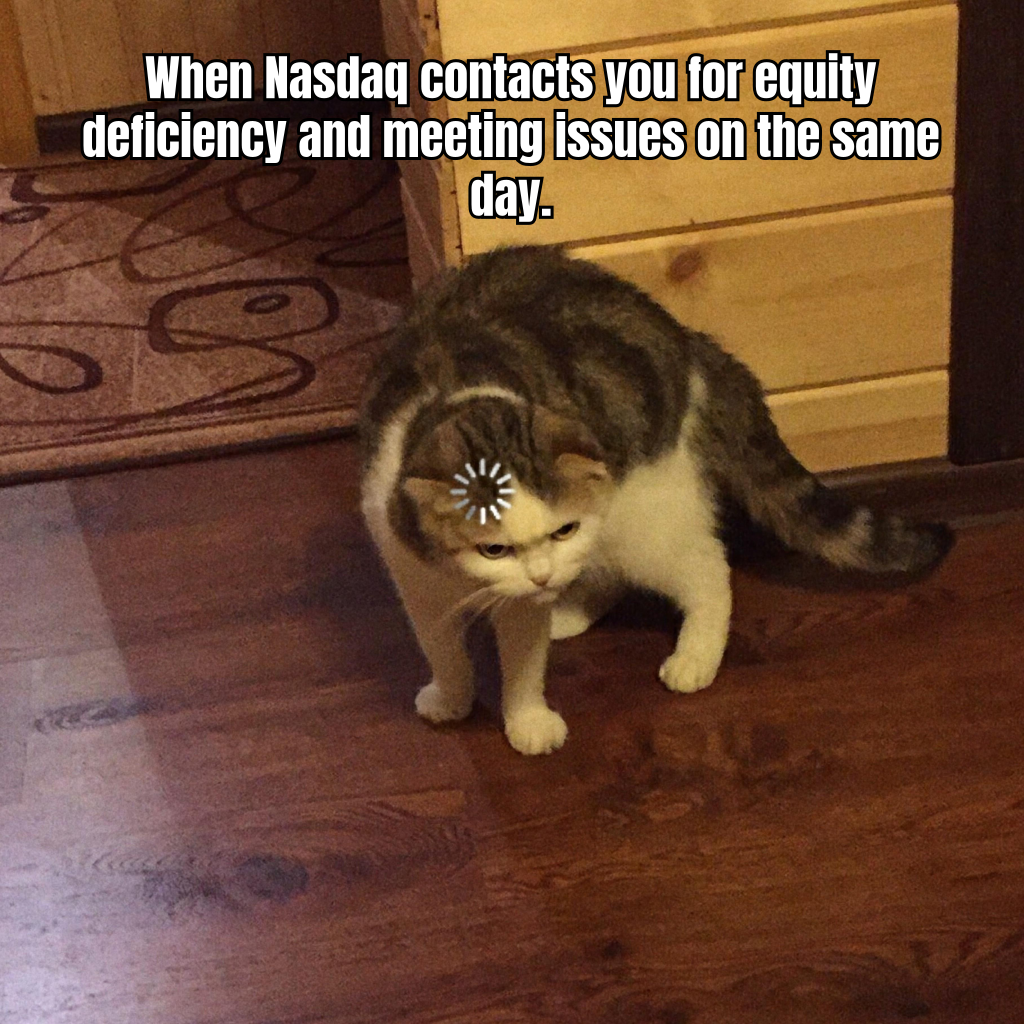 When Nasdaq contacts you for equity
deficiency and meeting issues on the same
day.